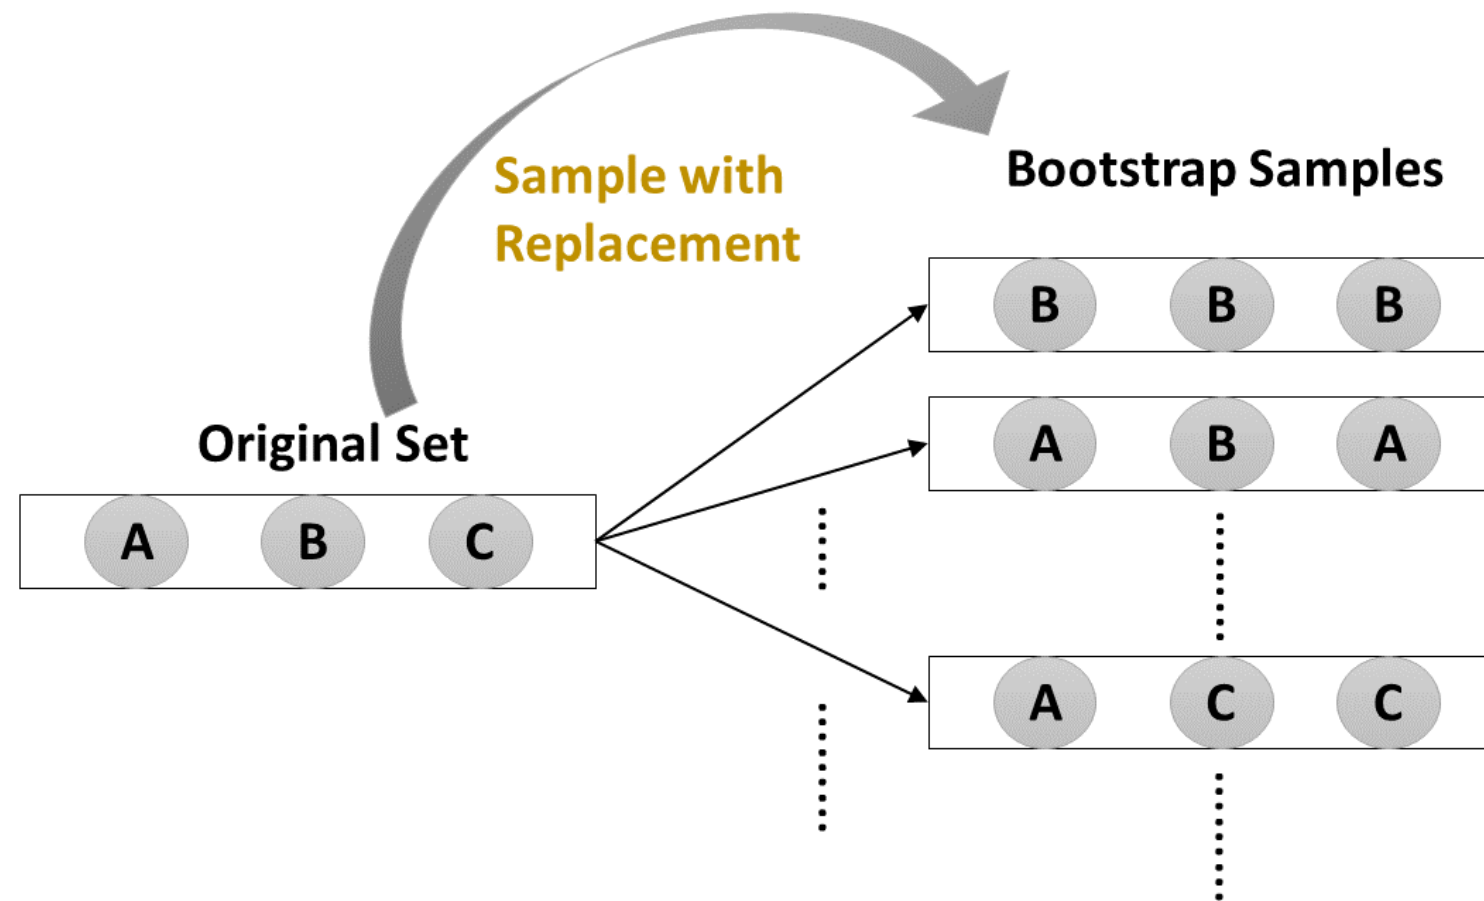 Sample with
Replacement
Bootstrap Samples
B B B
A B A
Original Set
A B C
A C C